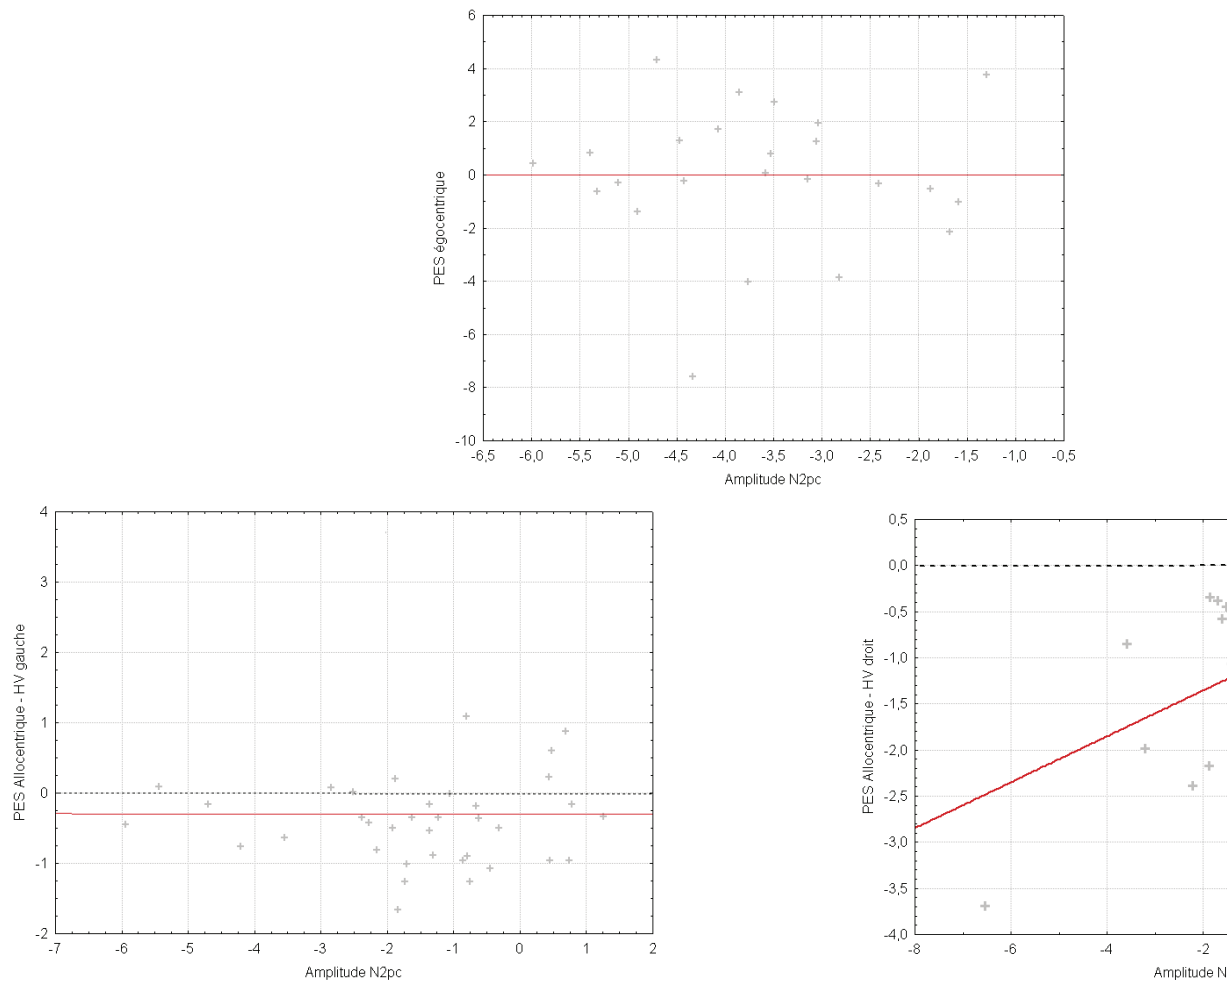 6
4
2
0
-2
-4
-6
-8
-10
PES égocentrique
-6,5 -6,0 -5,5 -5,0 -4,5 -4,0 -3,5 -3,0 -2,5 -2,0 -1,5 -1,0 -0,5
Amplitude N2pc
4
3
2
1
0
-1
-2
PES Allocentrique - HV gauche
-7 -6 -5 -4 -3 -2 -1 0 1 2
Amplitude N2pc
0,5
0,0
-0,5
-1,0
-1,5
-2,0
-2,5
-3,0
-3,5
-4,0
PES Allocentrique - HV droit
-8 -6 -4 -2
Amplitude N